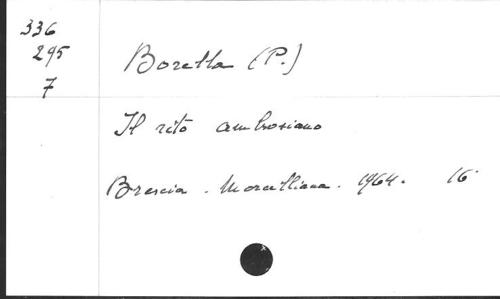 336
295
7
Borella (P.)
Il rito ambrosiano
Brescia. Morcelliana. 1964. 16